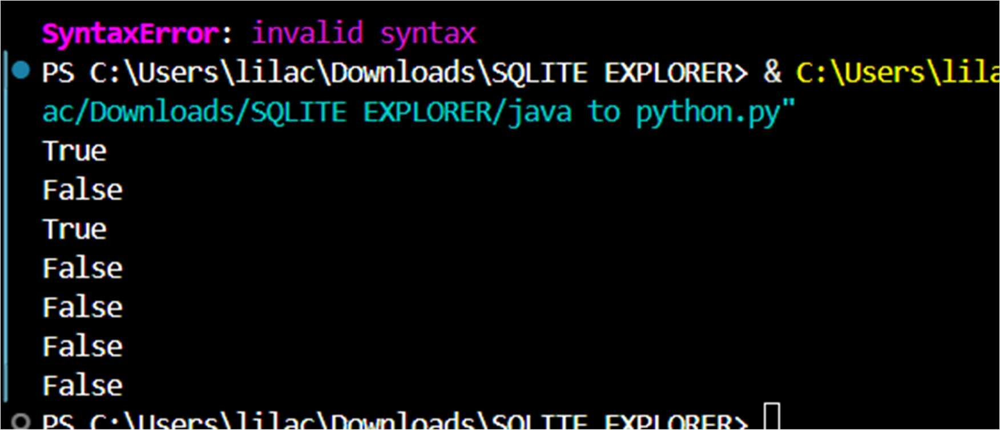 SyntaxError: invalid syntax
PS C:\Users\lilac\Downloads\SQLITE EXPLORER> & C:\Users\lila
ac/Downloads/SQLITE EXPLORER/java to python.py"
True
False
True
False
False
False
False
PS C:\Users\lilac\Downloads\SQLITE EXPLORER>